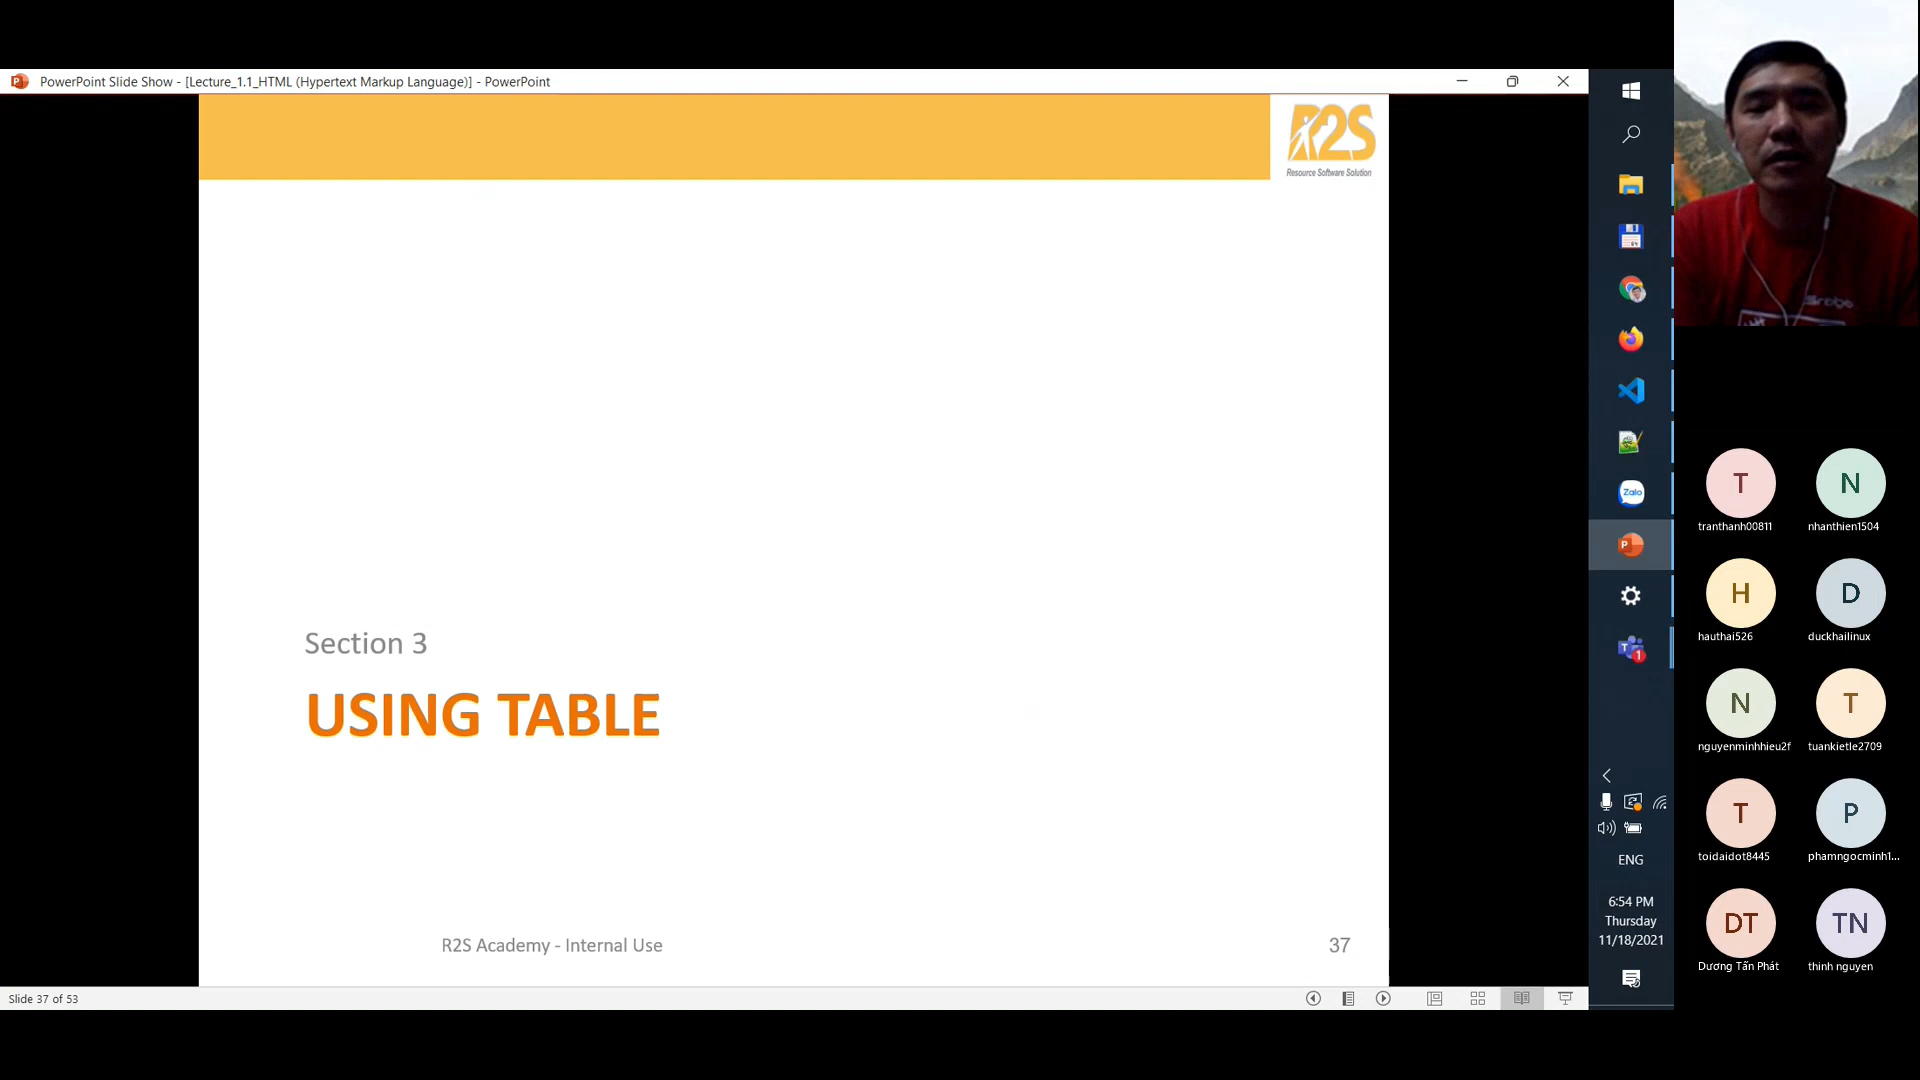 PowerPoint Slide Show - [Lecture_1.1_HTML (Hypertext Markup Language)] - PowerPoint
R2S
Resource Software Solution
Section 3
USING TABLE
R2S Academy - Internal Use
37
Slide 37 of 53
Zalo
1
ENG
6:54 PM
Thursday
11/18/2021
T
N
tranthanh00811
nhanthien1504
H
D
hauthai526
duckhailinux
N
T
nguyenminhhieu2f
tuankietle2709
T
P
toidaidot8445
phamngocminh1...
DT
TN
Dương Tấn Phát
thinh nguyen